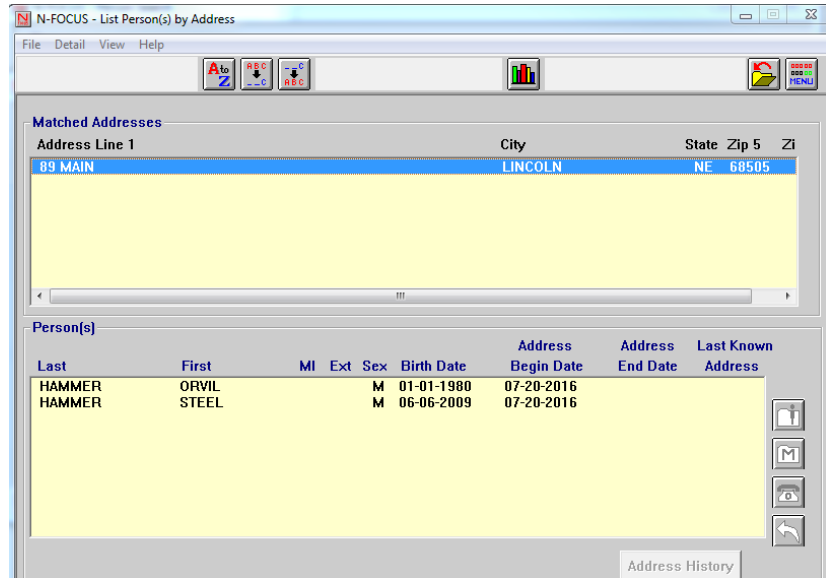 N-FOCUS - List Person(s) by Address
File Detail View Help
A to Z
ABC --C
--C ABC
MENU
Matched Addresses
Address Line 1 City State Zip 5 Zi
89 MAIN LINCOLN NE 68505
Person(s)
Address Address Last Known
Last First MI Ext Sex Birth Date Begin Date End Date Address
HAMMER ORVIL M 01-01-1980 07-20-2016
HAMMER STEEL M 06-06-2009 07-20-2016
M
Address History